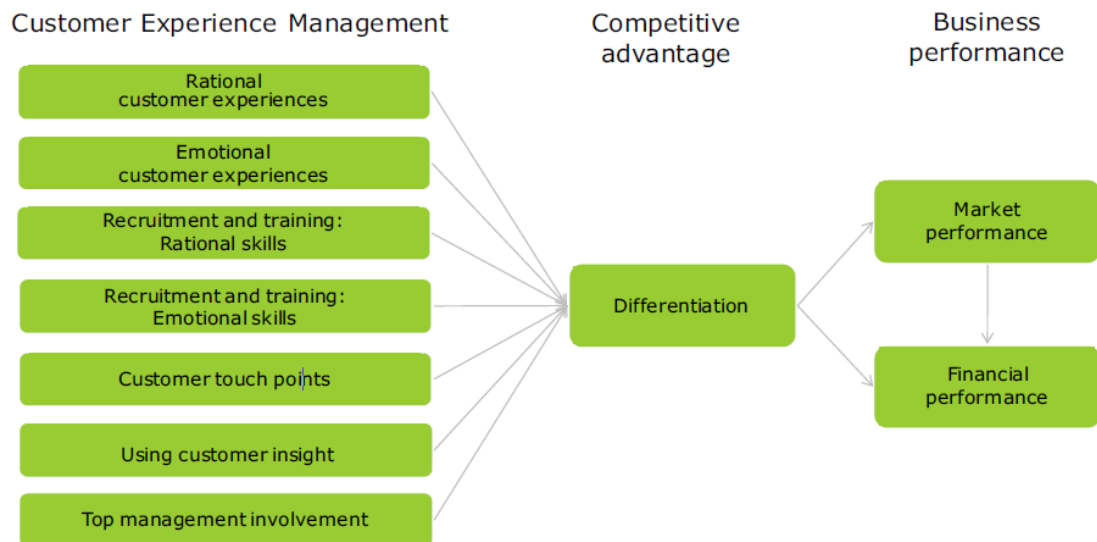 Customer Experience Management
Competitive
advantage
Business
performance
Rational
customer experiences
Emotional
customer experiences
Recruitment and training:
Rational skills
Recruitment and training:
Emotional skills
Customer touch points
Using customer insight
Top management involvement
Differentiation
Market
performance
Financial
performance